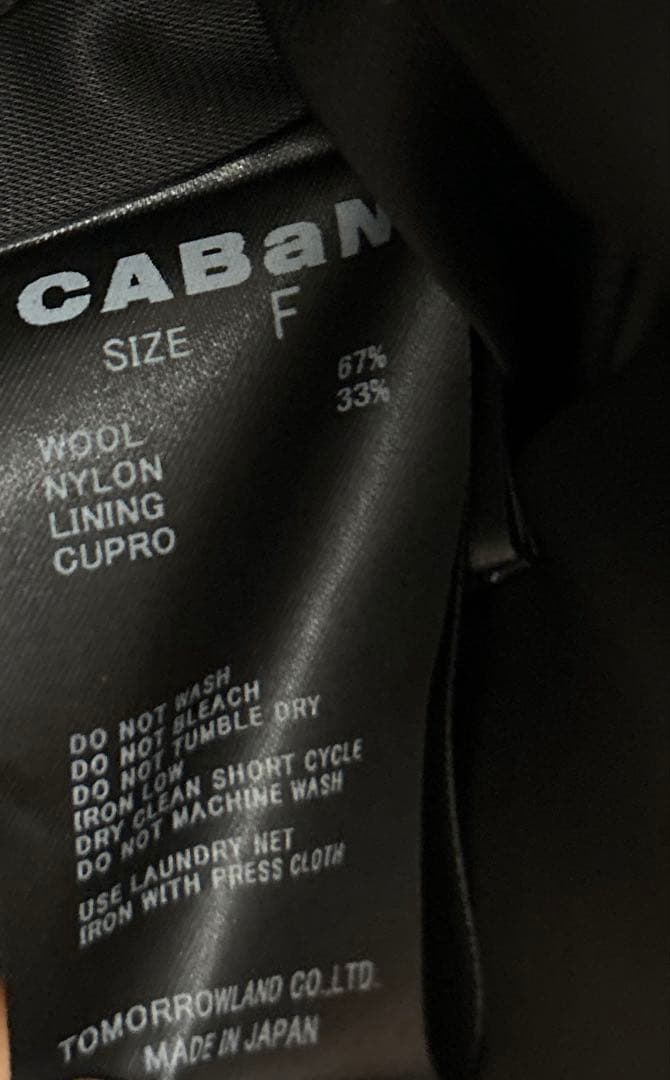 CABaN
SIZE F
WOOL 67%
NYLON 33%
LINING
CUPRO
DO NOT WASH
DO NOT BLEACH
DO NOT TUMBLE DRY
IRON LOW
DRY CLEAN SHORT CYCLE
DO NOT MACHINE WASH
USE LAUNDRY NET
IRON WITH PRESS CLOTH
TOMORROWLAND CO.,LTD.
MADE IN JAPAN